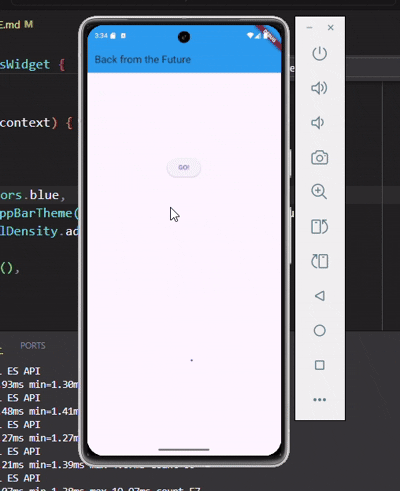 E.md M
3:34
Back from the Future
sWidget {
context) {
GO!
ors.blue,
ppBarTheme(
lDensity.ad
(),
PORTS
ES API
.93ms min=1.30m
ES API
.48ms min=1.41m
ES API
.27ms min=1.27m
ES API
.21ms min=1.39ms
ES API